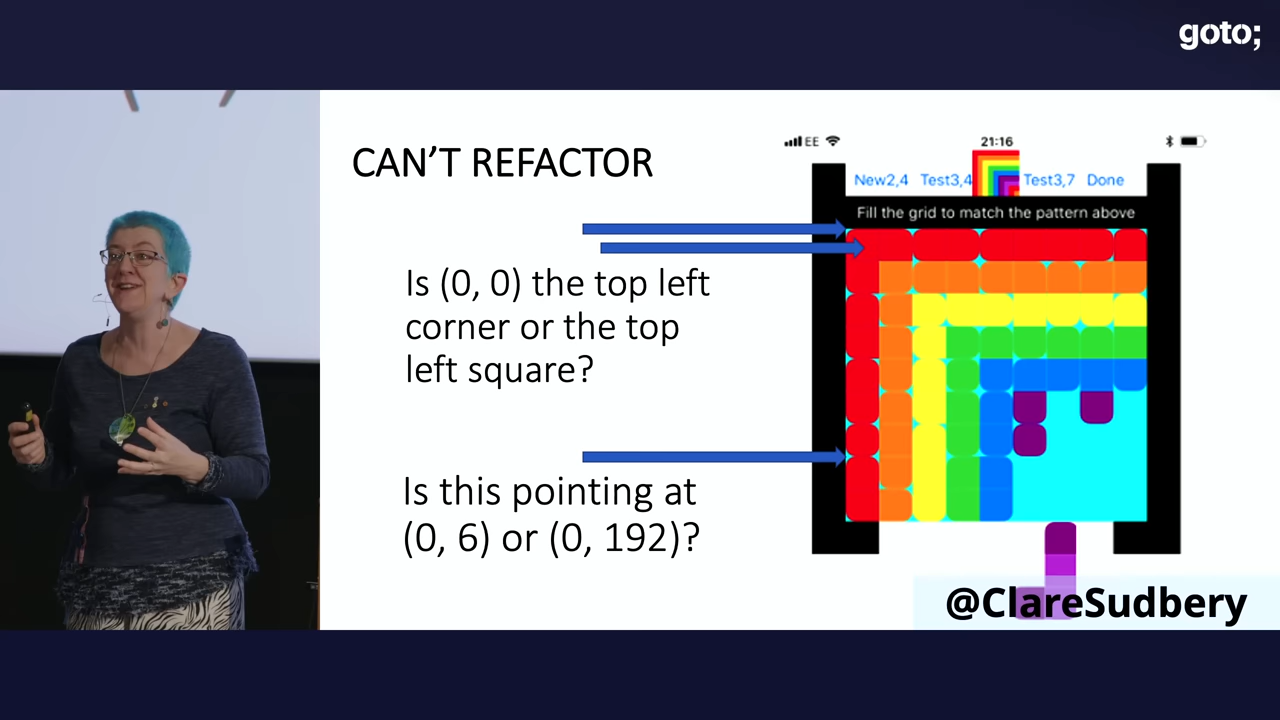 goto;
CAN'T REFACTOR
EE 21:16
New2,4 Test3,4 Test3,7 Done
Fill the grid to match the pattern above
Is (0, 0) the top left
corner or the top
left square?
Is this pointing at
(0, 6) or (0, 192)?
@ClareSudbery